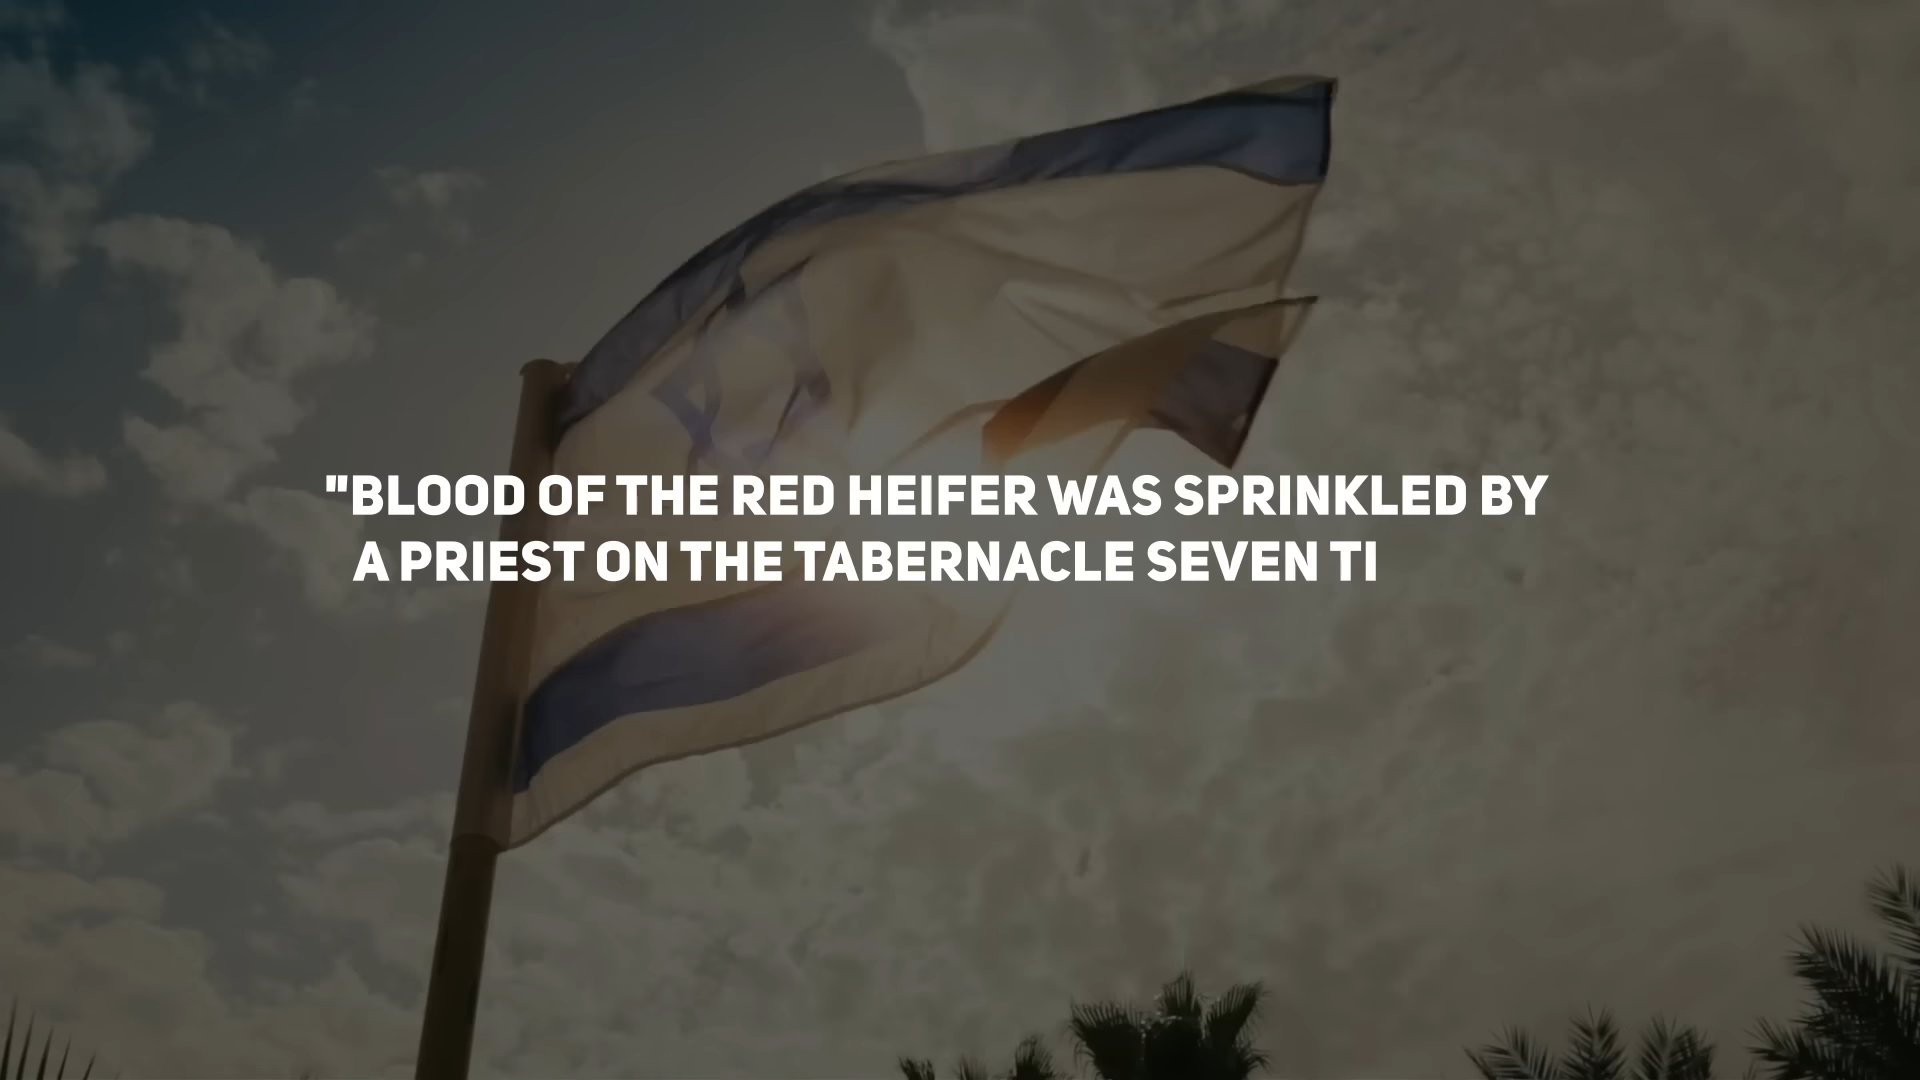 "BLOOD OF THE RED HEIFER WAS SPRINKLED BY
A PRIEST ON THE TABERNACLE SEVEN TI